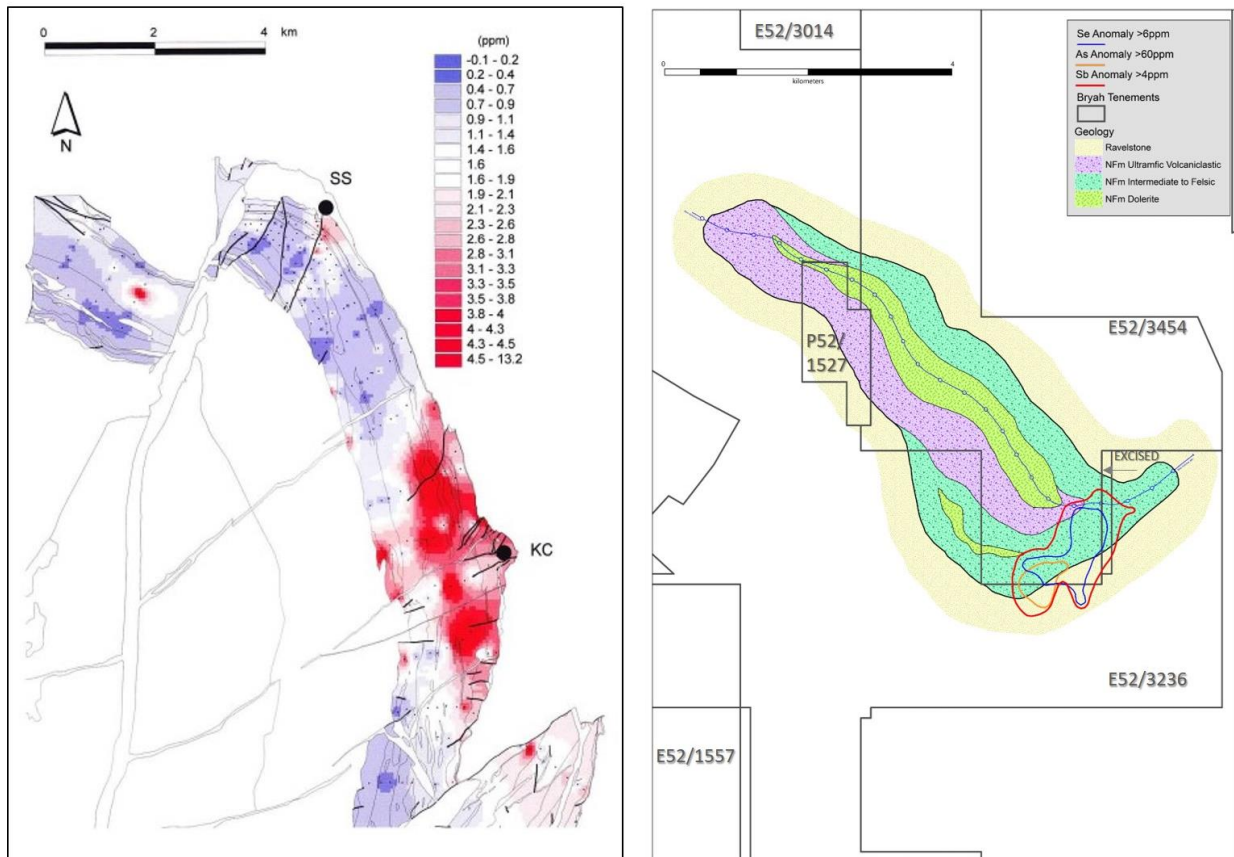 0 2 4 km
(ppm)
-0.1 - 0.2
0.2 - 0.4
0.4 - 0.7
0.7 - 0.9
0.9 - 1.1
1.1 - 1.4
1.4 - 1.6
1.6
1.6 - 1.9
1.9 - 2.1
2.1 - 2.3
2.3 - 2.6
2.6 - 2.8
2.8 - 3.1
3.1 - 3.3
3.3 - 3.5
3.5 - 3.8
3.8 - 4
4 - 4.3
4.3 - 4.5
4.5 - 13.2
N
SS
KC
E52/3014
0 4
kilometers
Se Anomaly >6ppm
As Anomaly >60ppm
Sb Anomaly >4ppm
Bryah Tenements
Geology
Ravelstone
NFm Ultramfic Volcaniclastic
NFm Intermediate to Felsic
NFm Dolerite
E52/3454
P52/
1527
EXCISED
E52/3236
E52/1557